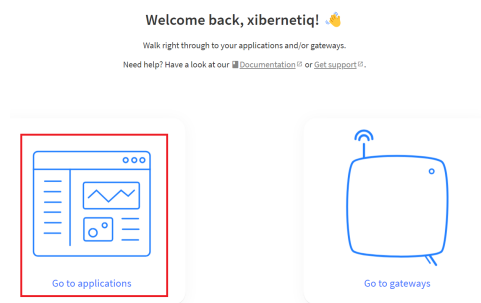 Welcome back, xibernetiq! 👋
Walk right through to your applications and/or gateways.
Need help? Have a look at our Documentation or Get support.
Go to applications
Go to gateways